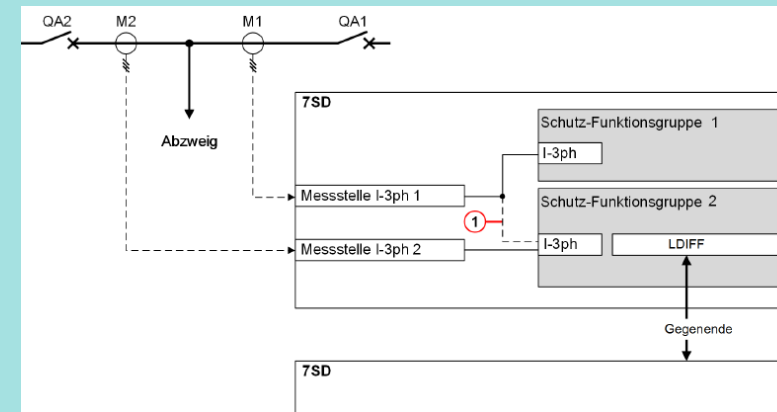 QA2 M2 M1 QA1
Abzweig
7SD
Schutz-Funktionsgruppe 1
I-3ph
Messstelle I-3ph 1
Schutz-Funktionsgruppe 2
1
Messstelle I-3ph 2
I-3ph LDIFF
Gegenende
7SD